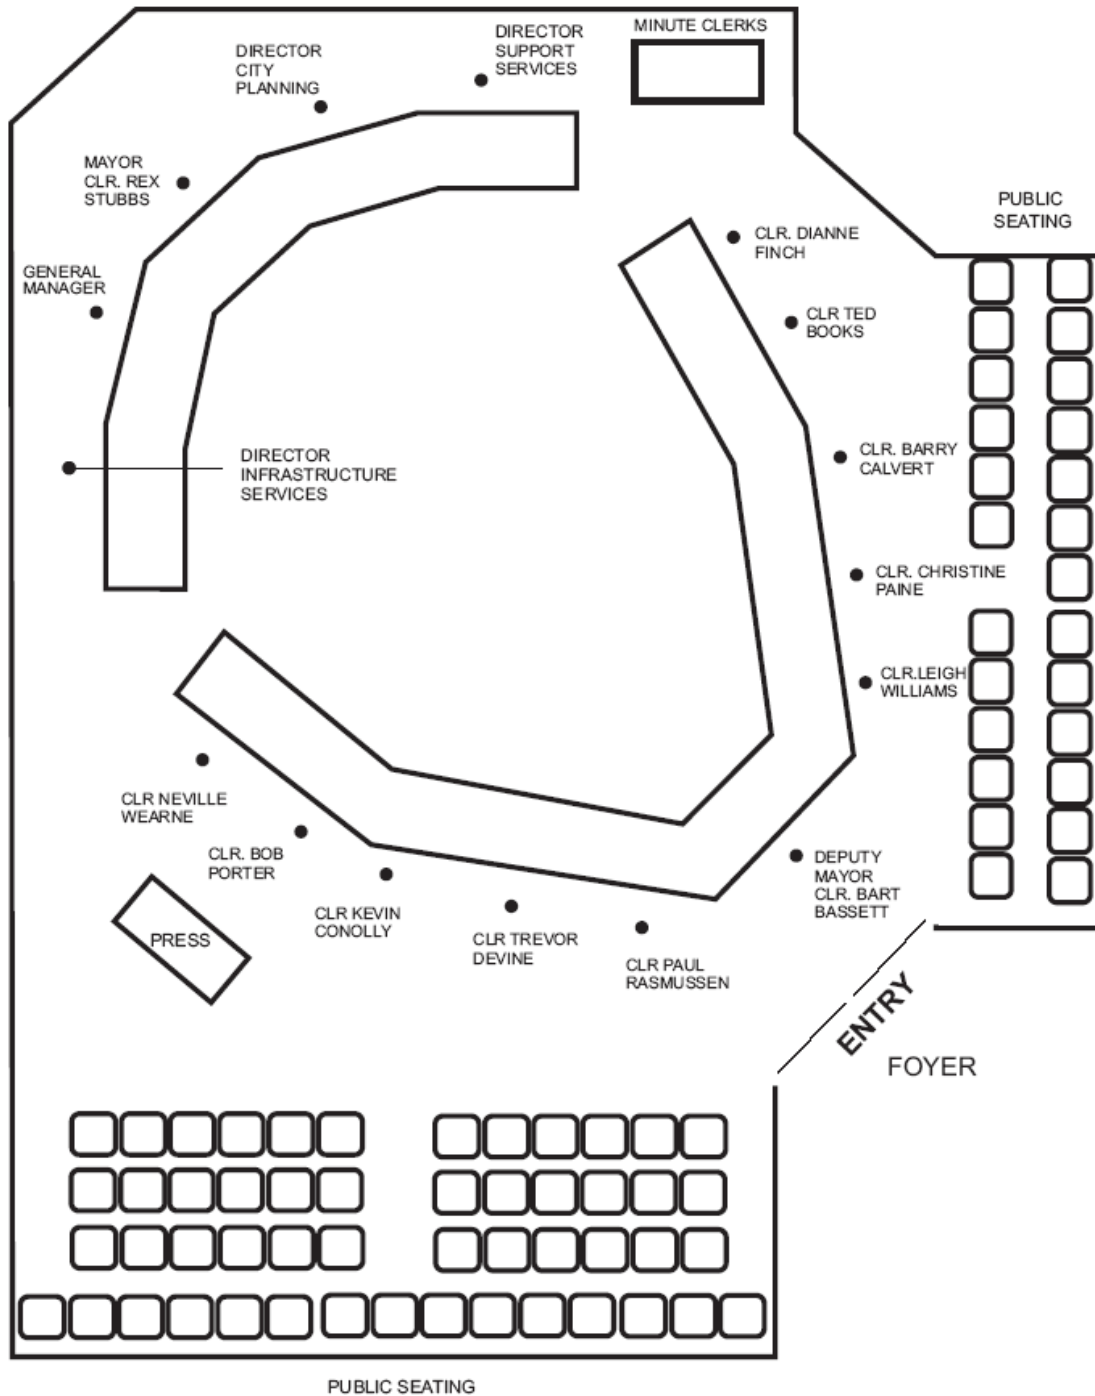 MINUTE CLERKS
DIRECTOR
SUPPORT
SERVICES
DIRECTOR
CITY
PLANNING
MAYOR
CLR. REX
STUBBS
PUBLIC
SEATING
CLR. DIANNE
FINCH
GENERAL
MANAGER
CLR TED
BOOKS
CLR. BARRY
CALVERT
DIRECTOR
INFRASTRUCTURE
SERVICES
CLR. CHRISTINE
PAINE
CLR.LEIGH
WILLIAMS
CLR NEVILLE
WEARNE
CLR. BOB
PORTER
DEPUTY
MAYOR
CLR. BART
BASSETT
CLR KEVIN
CONOLLY
PRESS
CLR TREVOR
DEVINE
CLR PAUL
RASMUSSEN
ENTRY
FOYER
PUBLIC SEATING